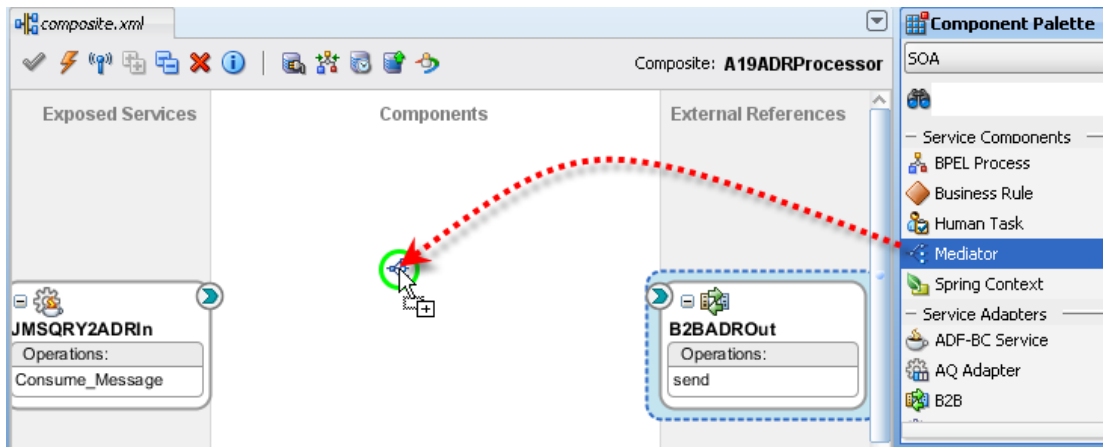 composite.xml
Composite: A19ADRProcessor
Exposed Services
Components
External References
JMSQRY2ADRIn
Operations:
Consume_Message
B2BADROut
Operations:
send
Component Palette
SOA
Service Components
BPEL Process
Business Rule
Human Task
Mediator
Spring Context
Service Adapters
ADF-BC Service
AQ Adapter
B2B